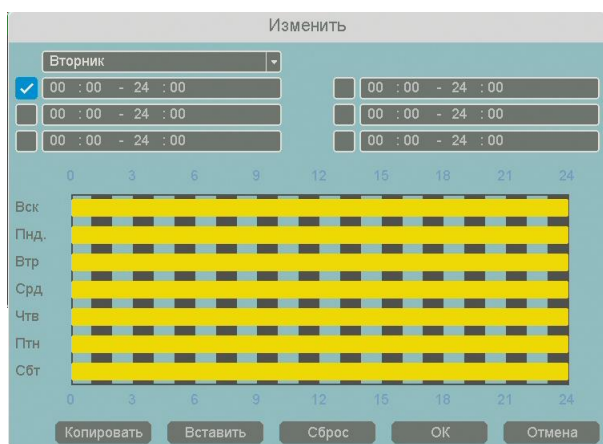 Изменить
Вторник
00 : 00 - 24 : 00 00 : 00 - 24 : 00
00 : 00 - 24 : 00 00 : 00 - 24 : 00
00 : 00 - 24 : 00 00 : 00 - 24 : 00
0 3 6 9 12 15 18 21 24
Вск
Пнд.
Втр
Срд
Чтв
Птн
Сбт
0 3 6 9 12 15 18 21 24
Копировать Вставить Сброс ОК Отмена